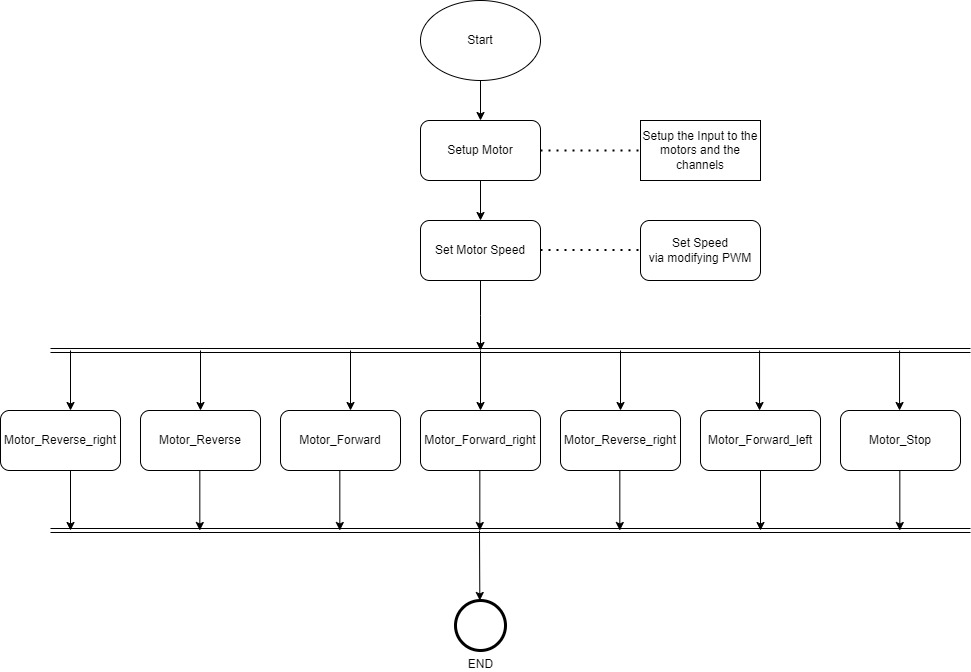 Start
Setup Motor
Setup the Input to the
motors and the
channels
Set Motor Speed
Set Speed
via modifying PWM
Motor_Reverse_right
Motor_Reverse
Motor_Forward
Motor_Forward_right
Motor_Reverse_right
Motor_Forward_left
Motor_Stop
END